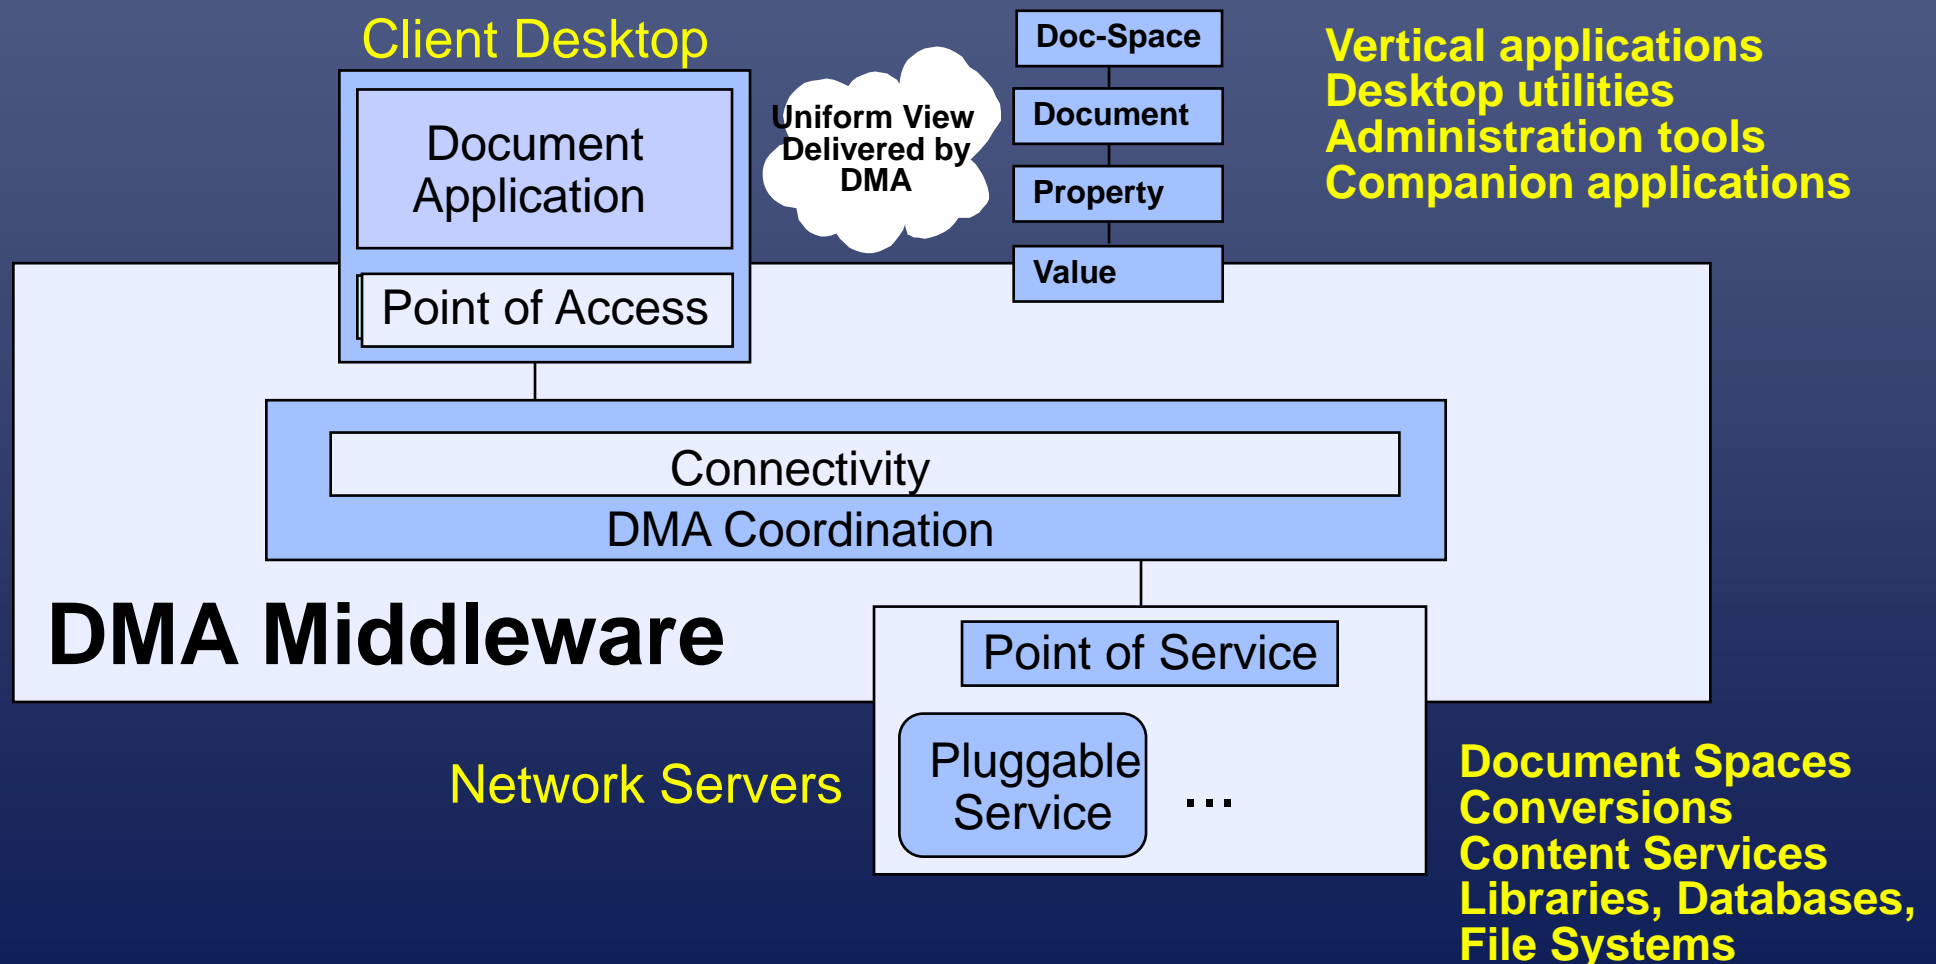 Client Desktop
Document
Application
Point of Access
Uniform View
Delivered by
DMA
Doc-Space
Document
Property
Value
Vertical applications
Desktop utilities
Administration tools
Companion applications
Connectivity
DMA Coordination
DMA Middleware
Point of Service
Network Servers
Pluggable
Service
...
Document Spaces
Conversions
Content Services
Libraries, Databases,
File Systems